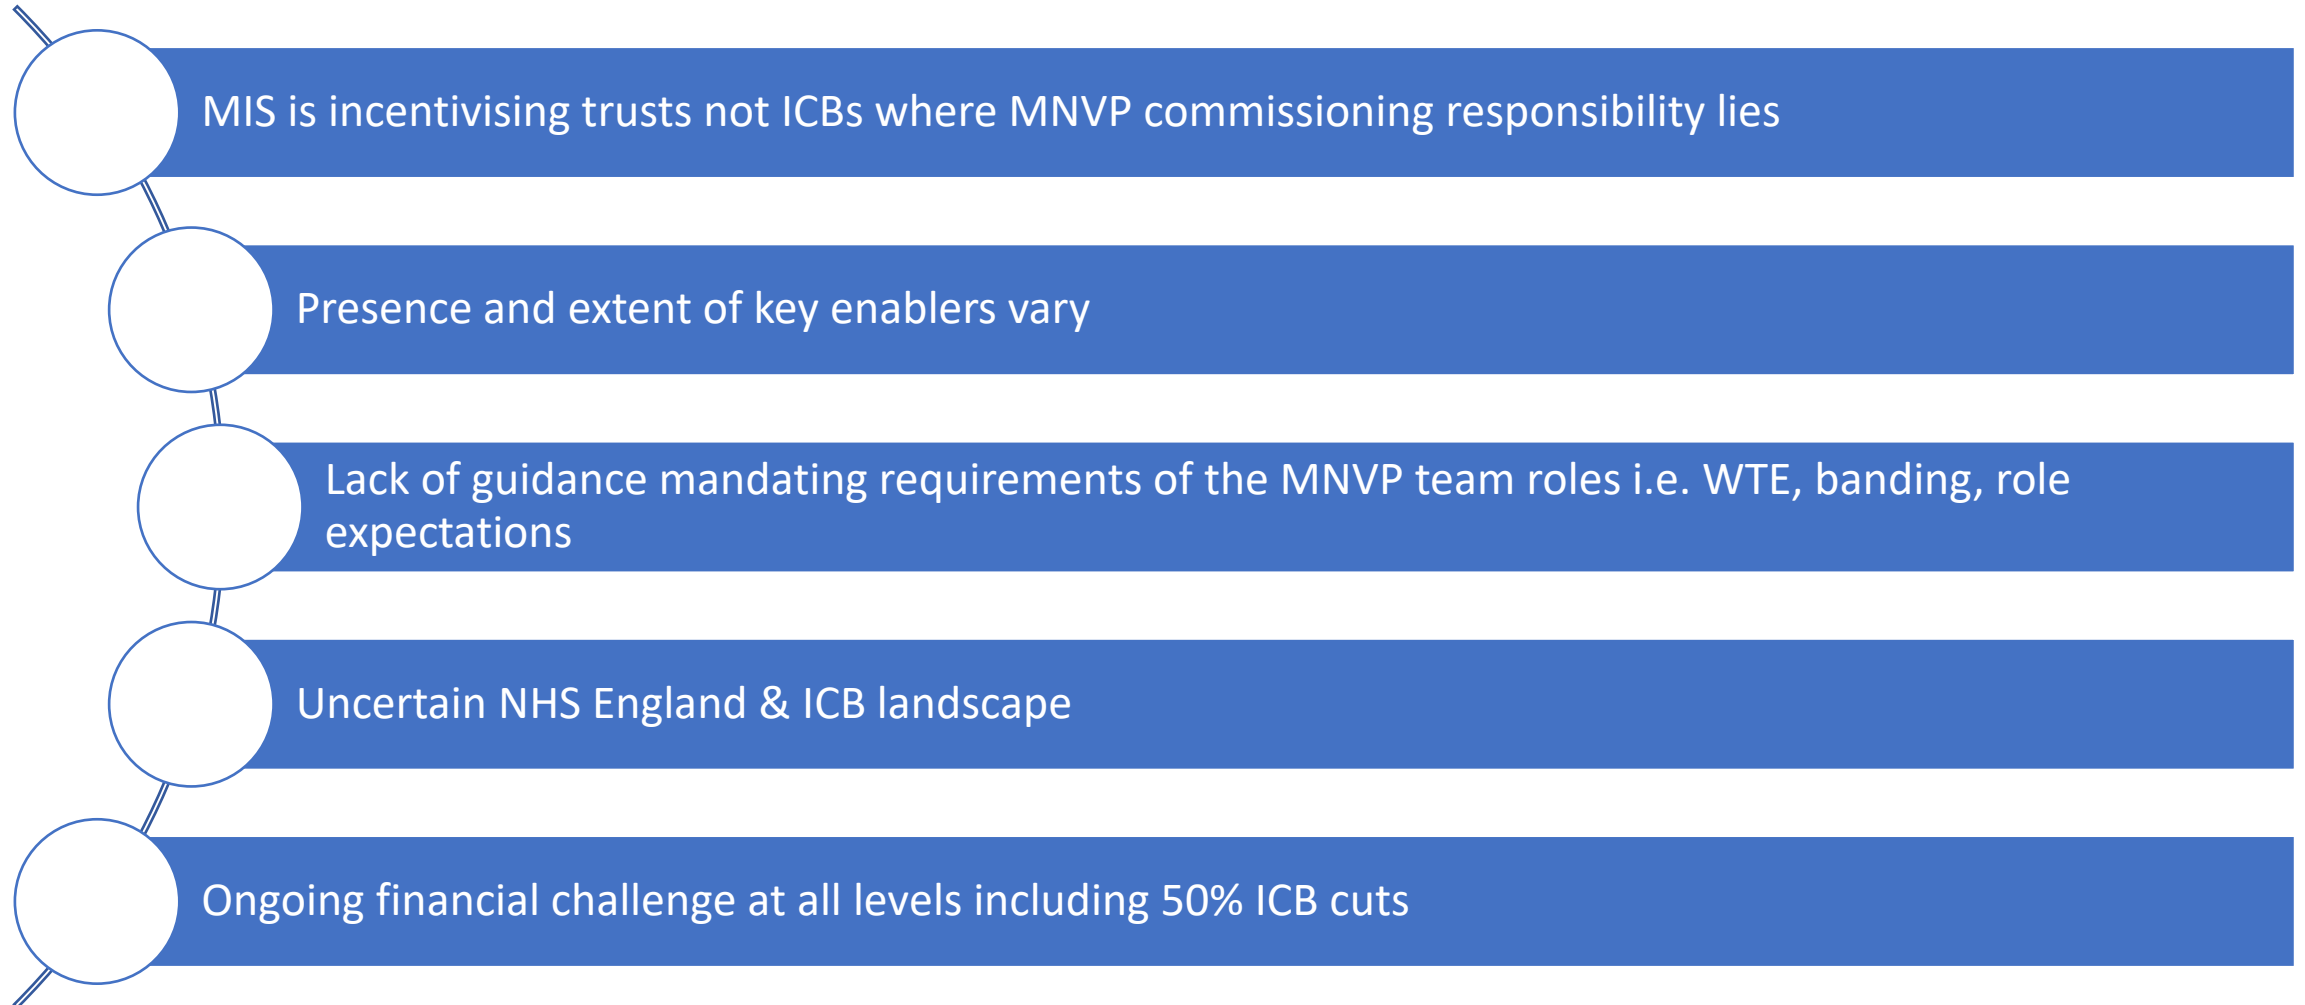 MIS is incentivising trusts not ICBs where MNVP commissioning responsibility lies
Presence and extent of key enablers vary
Lack of guidance mandating requirements of the MNVP team roles i.e. WTE, banding, role
expectations
Uncertain NHS England & ICB landscape
Ongoing financial challenge at all levels including 50% ICB cuts